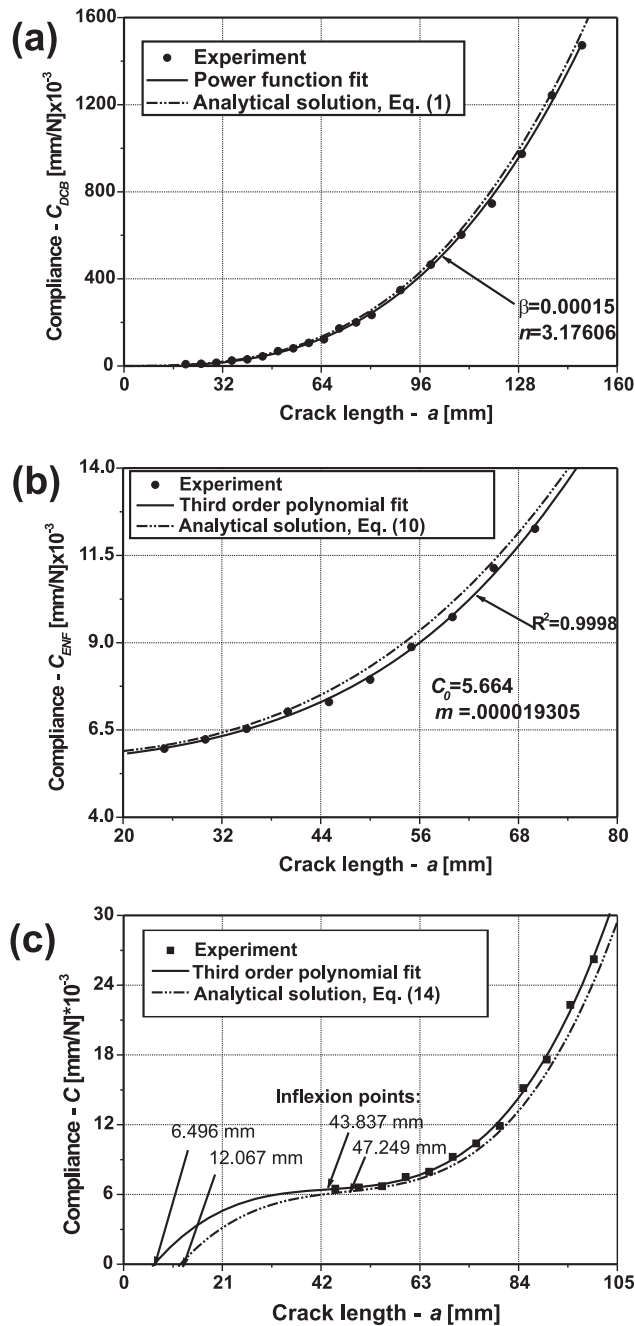 (a)
1600
1200
800
400
0
Compliance - C_DCB [mm/N]x10^-3
Experiment
Power function fit
Analytical solution, Eq. (1)
β=0.00015
n=3.17606
0 32 64 96 128 160
Crack length - a [mm]
(b)
14.0
11.5
9.0
6.5
4.0
Compliance - C_ENF [mm/N]x10^-3
Experiment
Third order polynomial fit
Analytical solution, Eq. (10)
R²=0.9998
C_0=5.664
m =.000019305
20 32 44 56 68 80
Crack length - a [mm]
(c)
30
24
18
12
6
0
Compliance - C [mm/N]*10^-3
Experiment
Third order polynomial fit
Analytical solution, Eq. (14)
Inflexion points:
6.496 mm
43.837 mm
12.067 mm
47.249 mm
0 21 42 63 84 105
Crack length - a [mm]